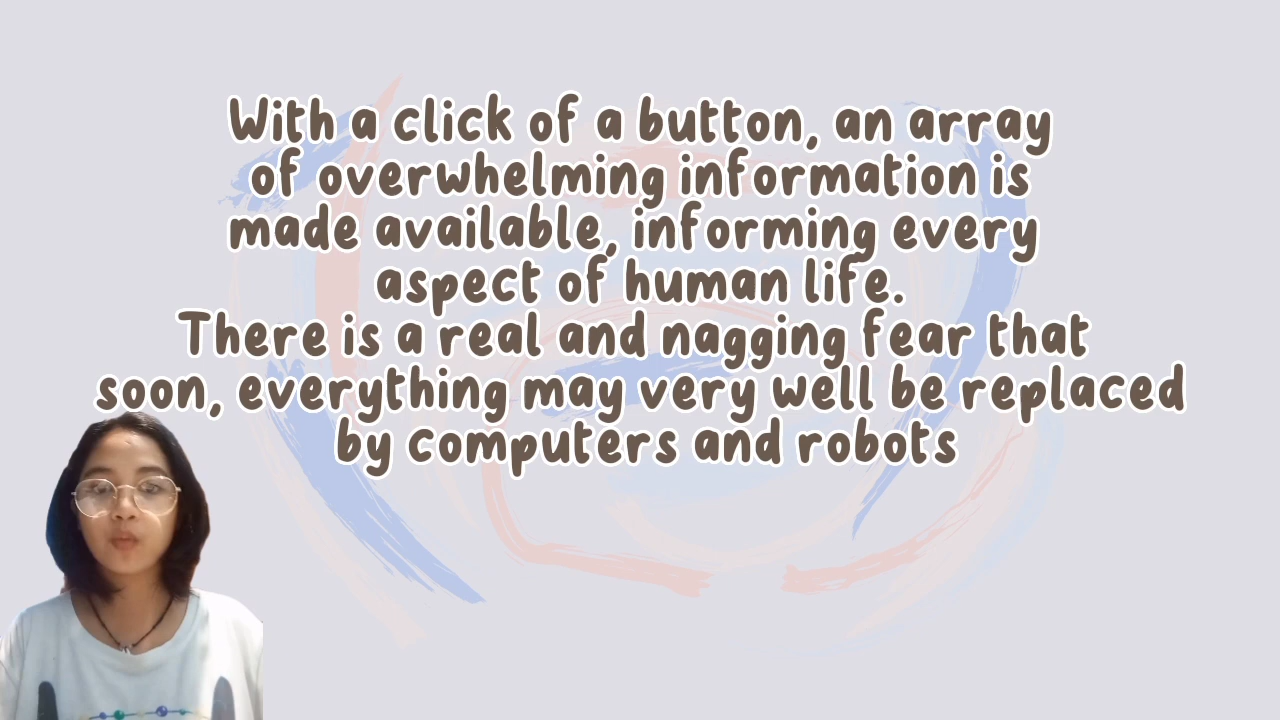 With a click of a button, an array
of overwhelming information is
made available, informing every
aspect of human life.
There is a real and nagging fear that
soon, everything may very well be replaced
by computers and robots